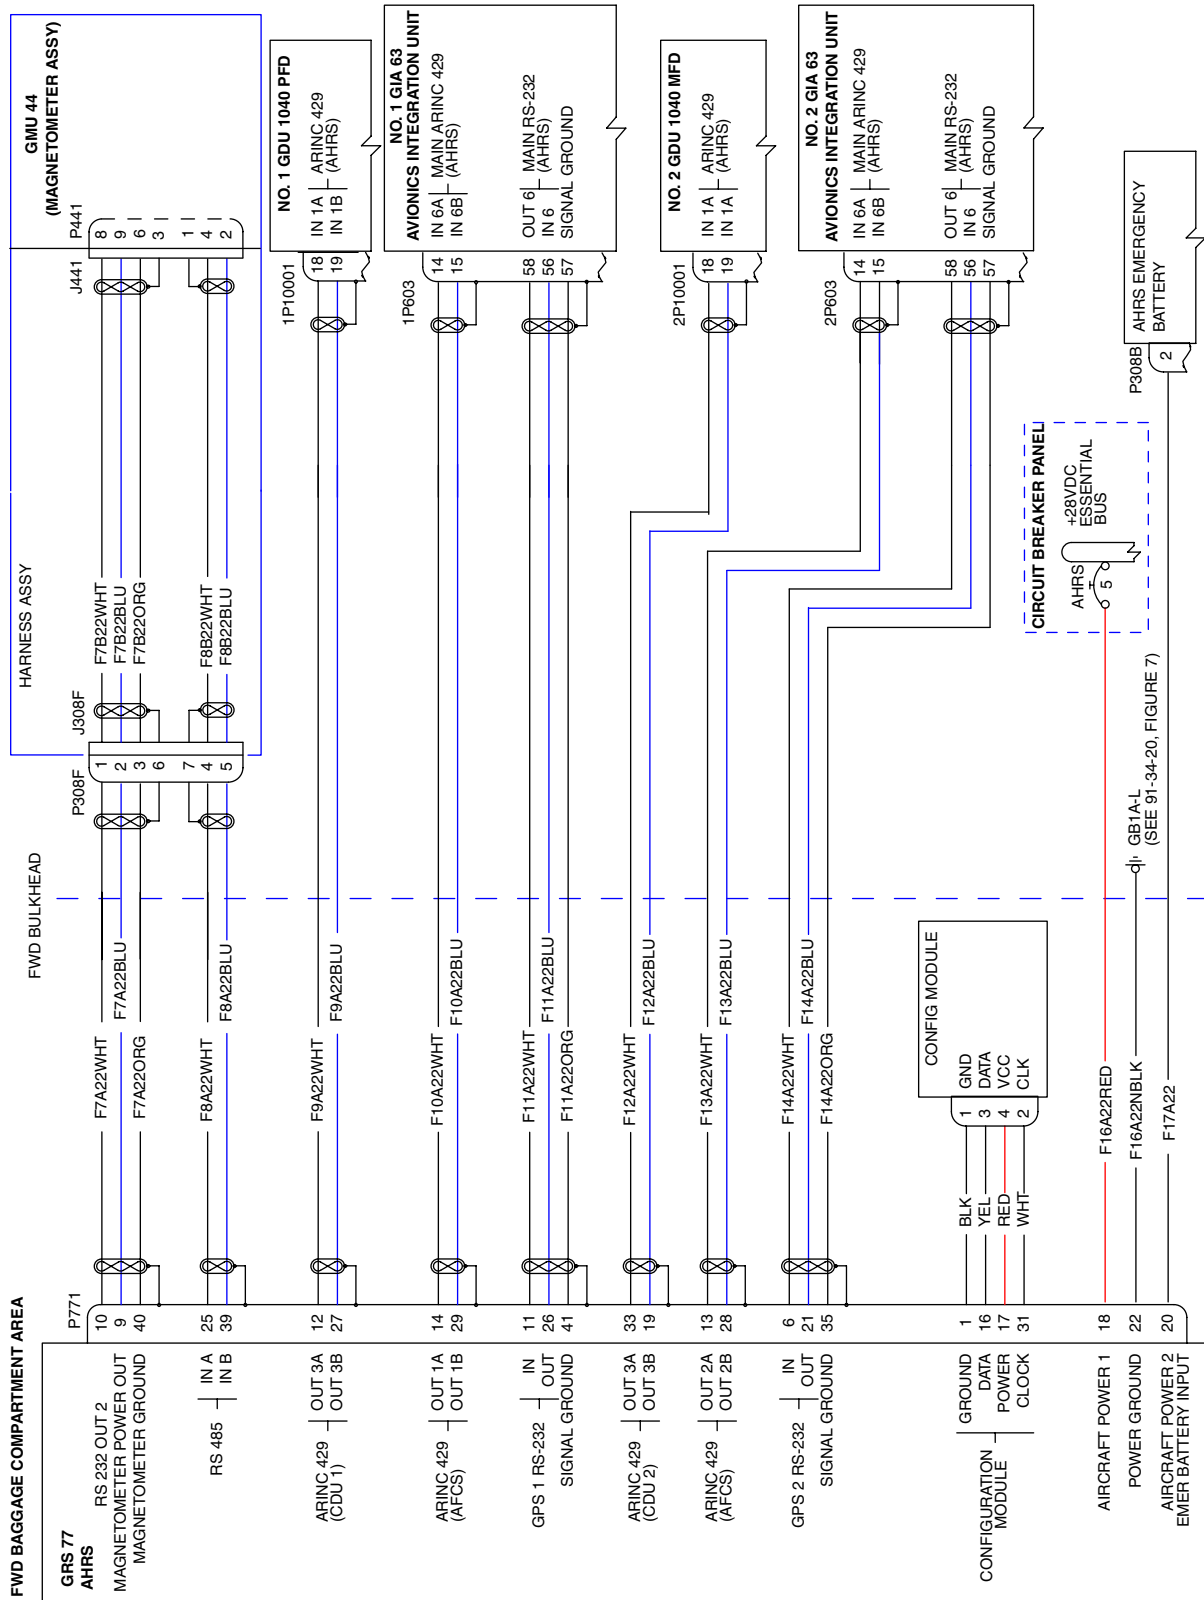 FWD BAGGAGE COMPARTMENT AREA
GRS 77
AHRS
P771
FWD BULKHEAD
HARNESS ASSY
GMU 44
(MAGNETOMETER ASSY)
P308F
J308F
J441
P441
RS 232 OUT 2 10 F7A22WHT 1 F7B22WHT 8
MAGNETOMETER POWER OUT 9 F7A22BLU 2 F7B22BLU 9
MAGNETOMETER GROUND 40 F7A22ORG 3 F7B22ORG 6
6 3
7 1
RS 485 IN A 25 F8A22WHT 4 F8B22WHT 4
IN B 39 F8A22BLU 5 F8B22BLU 2
NO. 1 GDU 1040 PFD
1P10001
ARINC 429
(CDU 1)
OUT 3A 12 F9A22WHT 18 IN 1A
OUT 3B 27 F9A22BLU 19 IN 1B
ARINC 429
(AHRS)
NO. 1 GIA 63
AVIONICS INTEGRATION UNIT
1P603
ARINC 429
(AFCS)
OUT 1A 14 F10A22WHT 14 IN 6A
OUT 1B 29 F10A22BLU 15 IN 6B
MAIN ARINC 429
(AHRS)
GPS 1 RS-232
IN 11 F11A22WHT 58 OUT 6
OUT 26 F11A22BLU 56 IN 6
MAIN RS-232
(AHRS)
SIGNAL GROUND 41 F11A22ORG 57 SIGNAL GROUND
NO. 2 GDU 1040 MFD
2P10001
ARINC 429
(CDU 2)
OUT 3A 33 F12A22WHT 18 IN 1A
OUT 3B 19 F12A22BLU 19 IN 1A
ARINC 429
(AHRS)
NO. 2 GIA 63
AVIONICS INTEGRATION UNIT
2P603
ARINC 429
(AFCS)
OUT 2A 13 F13A22WHT 14 IN 6A
OUT 2B 28 F13A22BLU 15 IN 6B
MAIN ARINC 429
(AHRS)
GPS 2 RS-232
IN 6 F14A22WHT 58 OUT 6
OUT 21 F14A22BLU 56 IN 6
MAIN RS-232
(AHRS)
SIGNAL GROUND 35 F14A22ORG 57 SIGNAL GROUND
CONFIG MODULE
CONFIGURATION
MODULE
GROUND 1 BLK 1 GND
DATA 16 YEL 3 DATA
POWER 17 RED 4 VCC
CLOCK 31 WHT 2 CLK
CIRCUIT BREAKER PANEL
AHRS
5
+28VDC
ESSENTIAL
BUS
AIRCRAFT POWER 1 18 F16A22RED
POWER GROUND 22 F16A22NBLK GB1A-L
(SEE 91-34-20, FIGURE 7)
AIRCRAFT POWER 2
EMER BATTERY INPUT
20 F17A22 2
P308B
AHRS EMERGENCY
BATTERY